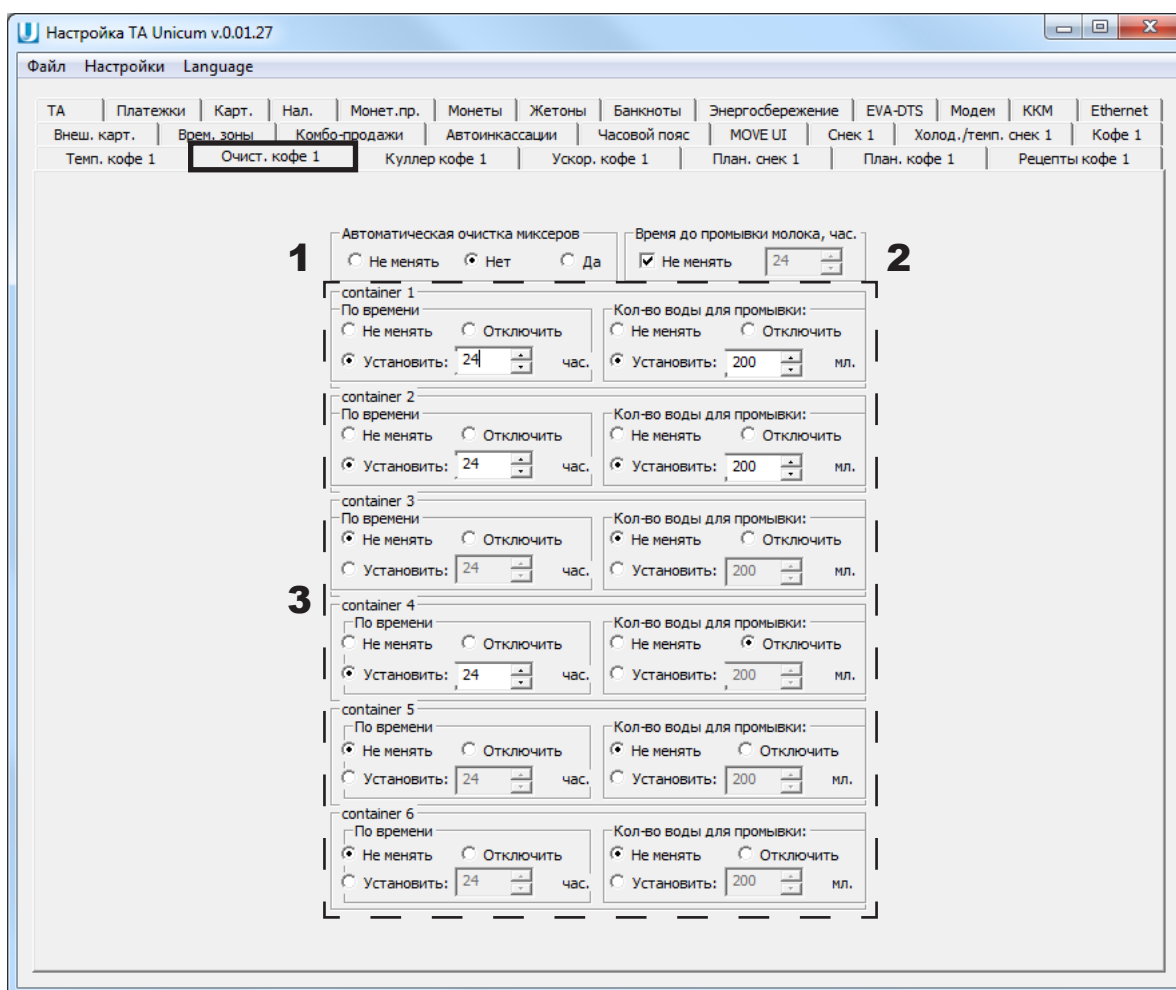 Настройка TA Unicum v.0.01.27
Файл Настройки Language
ТА Платежки Карт. Нал. Монет.пр. Монеты Жетоны Банкноты Энергосбережение EVA-DTS Модем ККМ Ethernet
Внеш. карт. Врем. зоны Комбо-продажи Автоинкассации Часовой пояс MOVE UI Снек 1 Холод./темп. снек 1 Кофе 1
Темп. кофе 1 Очист. кофе 1 Куллер кофе 1 Ускор. кофе 1 План. снек 1 План. кофе 1 Рецепты кофе 1
Автоматическая очистка миксеров Время до промывки молока, час.
1 Не менять Нет Да Не менять 24 2
container 1
По времени Кол-во воды для промывки:
Не менять Отключить Не менять Отключить
Установить: 24 час. Установить: 200 мл.
container 2
По времени Кол-во воды для промывки:
Не менять Отключить Не менять Отключить
Установить: 24 час. Установить: 200 мл.
container 3
По времени Кол-во воды для промывки:
Не менять Отключить Не менять Отключить
Установить: 24 час. Установить: 200 мл.
3
container 4
По времени Кол-во воды для промывки:
Не менять Отключить Не менять Отключить
Установить: 24 час. Установить: 200 мл.
container 5
По времени Кол-во воды для промывки:
Не менять Отключить Не менять Отключить
Установить: 24 час. Установить: 200 мл.
container 6
По времени Кол-во воды для промывки:
Не менять Отключить Не менять Отключить
Установить: 24 час. Установить: 200 мл.